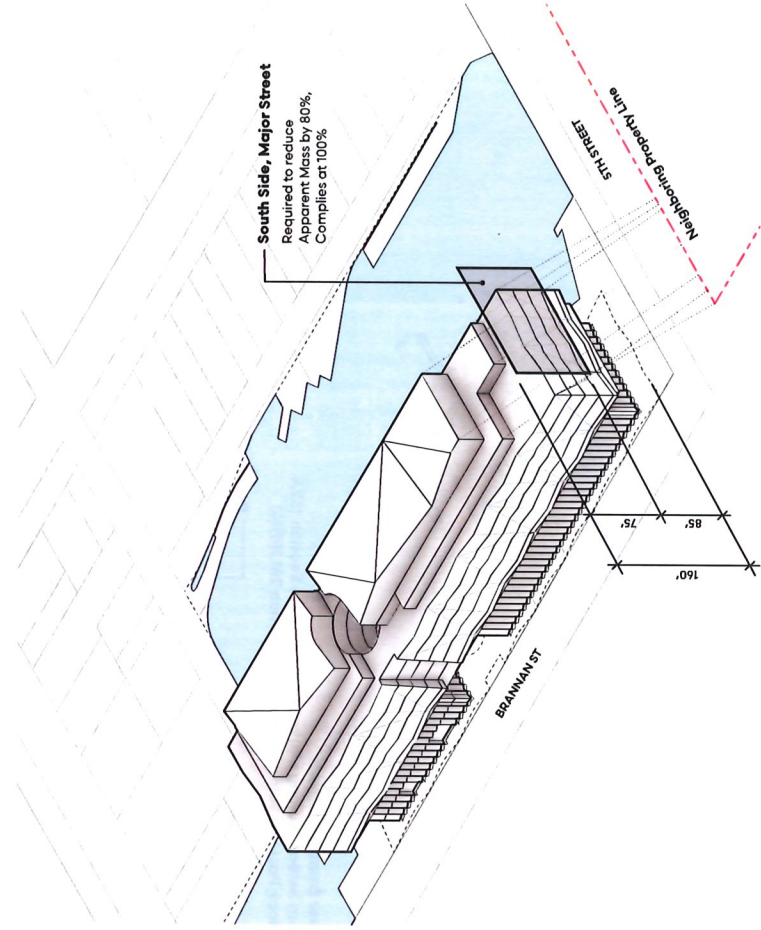 South Side, Major Street
Required to reduce
Apparent Mass by 80%,
Complies at 100%
5TH STREET
Neighboring Property Line
BRANNAN ST
75'
85'
160'